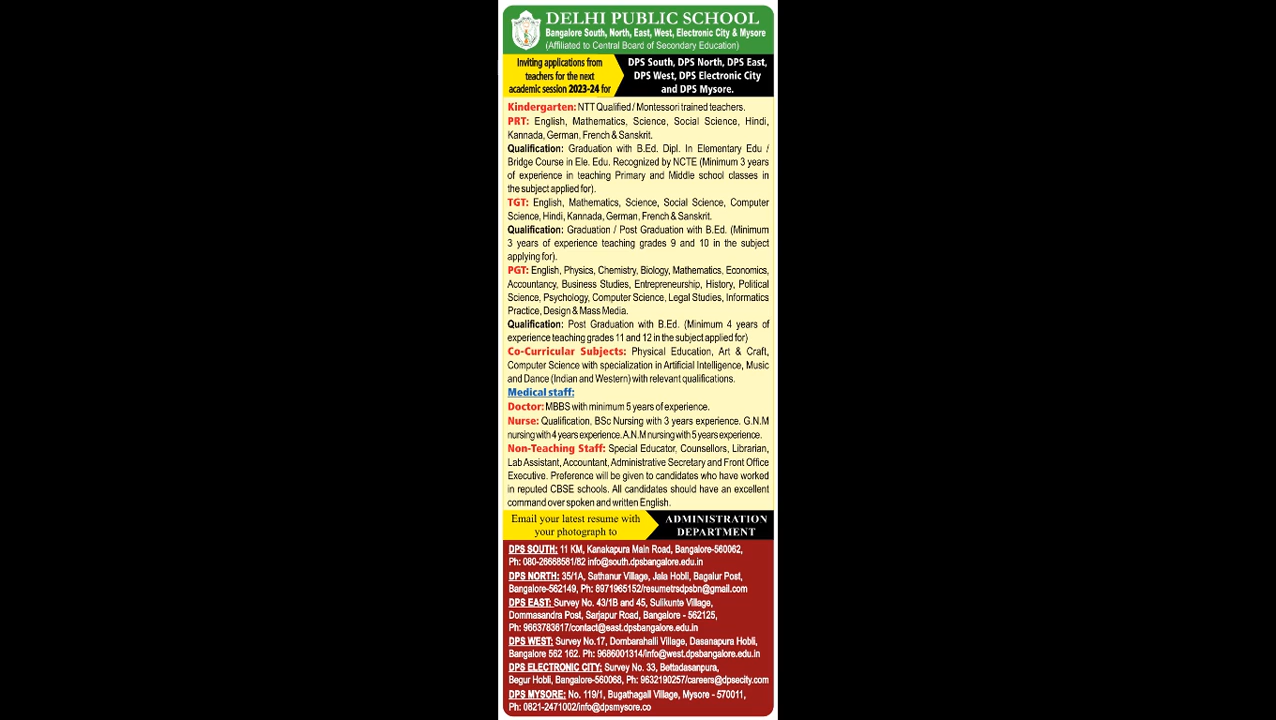 DELHI PUBLIC SCHOOL
Bangalore South, North, East, West, Electronic City & Mysore
(Affiliated to Central Board of Secondary Education)
Inviting applications from
teachers for the next
academic session 2023-24 for
DPS South, DPS North, DPS East,
DPS West, DPS Electronic City
and DPS Mysore.
Kindergarten: NTT Qualified / Montessori trained teachers.
PRT: English, Mathematics, Science, Social Science, Hindi,
Kannada, German, French & Sanskrit.
Qualification: Graduation with B.Ed. Dipl. In Elementary Edu /
Bridge Course in Ele. Edu. Recognized by NCTE (Minimum 3 years
of experience in teaching Primary and Middle school classes in
the subject applied for).
TGT: English, Mathematics, Science, Social Science, Computer
Science, Hindi, Kannada, German, French & Sanskrit.
Qualification: Graduation / Post Graduation with B.Ed. (Minimum
3 years of experience teaching grades 9 and 10 in the subject
applying for).
PGT: English, Physics, Chemistry, Biology, Mathematics, Economics,
Accountancy, Business Studies, Entrepreneurship, History, Political
Science, Psychology, Computer Science, Legal Studies, Informatics
Practice, Design & Mass Media.
Qualification: Post Graduation with B.Ed. (Minimum 4 years of
experience teaching grades 11 and 12 in the subject applied for)
Co-Curricular Subjects: Physical Education, Art & Craft,
Computer Science with specialization in Artificial Intelligence, Music
and Dance (Indian and Western) with relevant qualifications.
Medical staff:
Doctor: MBBS with minimum 5 years of experience.
Nurse: Qualification, BSc Nursing with 3 years experience. G.N.M
nursing with 4 years experience. A.N.M nursing with 5 years experience.
Non-Teaching Staff: Special Educator, Counsellors, Librarian,
Lab Assistant, Accountant, Administrative Secretary and Front Office
Executive. Preference will be given to candidates who have worked
in reputed CBSE schools. All candidates should have an excellent
command over spoken and written English.
Email your latest resume with
your photograph to
ADMINISTRATION
DEPARTMENT
DPS SOUTH: 11 KM, Kanakapura Main Road, Bangalore-560062,
Ph: 080-26668581/82 info@south.dpsbangalore.edu.in
DPS NORTH: 35/1A, Sathanur Village, Jala Hobli, Bagalur Post,
Bangalore-562149, Ph: 8971965152/resumetrsdpsbn@gmail.com
DPS EAST: Survey No. 43/1B and 45, Sulikunte Village,
Dommasandra Post, Sarjapur Road, Bangalore - 562125,
Ph: 9663783617/contact@east.dpsbangalore.edu.in
DPS WEST: Survey No.17, Dombarahalli Village, Dasanapura Hobli,
Bangalore 562 162. Ph: 9686001314/info@west.dpsbangalore.edu.in
DPS ELECTRONIC CITY: Survey No. 33, Bettadasanpura,
Begur Hobli, Bangalore-560068, Ph: 9632190257/careers@dpsecity.com
DPS MYSORE: No. 119/1, Bugathagall Village, Mysore - 570011,
Ph: 0821-2471002/info@dpsmysore.co